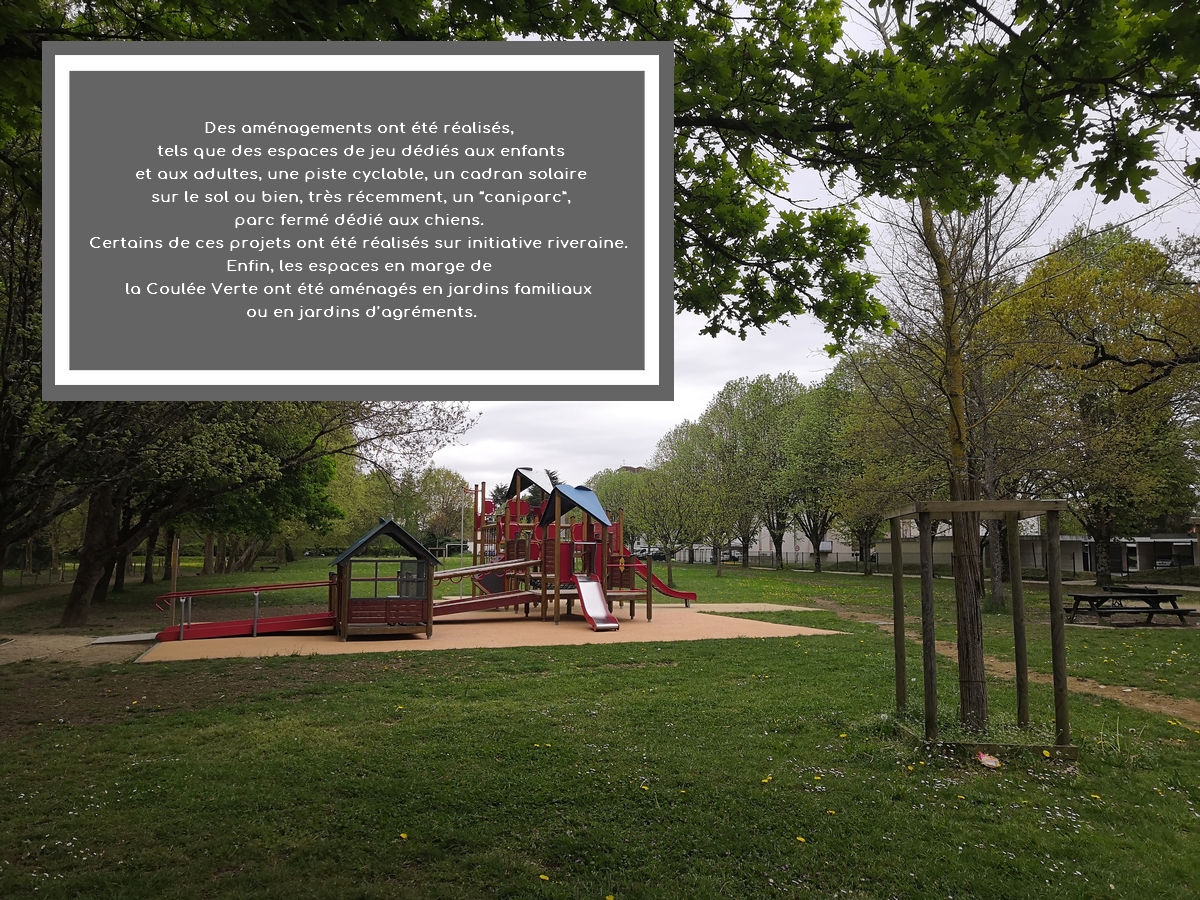 Des aménagements ont été réalisés,
tels que des espaces de jeu dédiés aux enfants
et aux adultes, une piste cyclable, un cadran solaire
sur le sol ou bien, très récemment, un "caniparc",
parc fermé dédié aux chiens.
Certains de ces projets ont été réalisés sur initiative riveraine.
Enfin, les espaces en marge de
la Coulée Verte ont été aménagés en jardins familiaux
ou en jardins d'agréments.